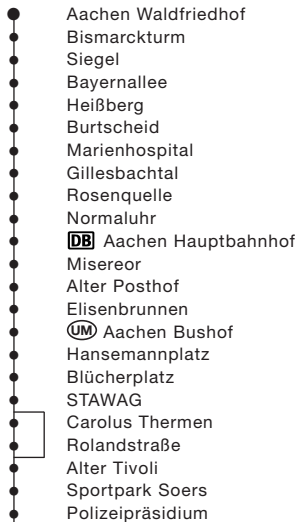 Aachen Waldfriedhof
Bismarckturm
Siegel
Bayernallee
Heißberg
Burtscheid
Marienhospital
Gillesbachtal
Rosenquelle
Normaluhr
DB Aachen Hauptbahnhof
Misereor
Alter Posthof
Elisenbrunnen
UM Aachen Bushof
Hansemannplatz
Blücherplatz
STAWAG
Carolus Thermen
Rolandstraße
Alter Tivoli
Sportpark Soers
Polizeipräsidium